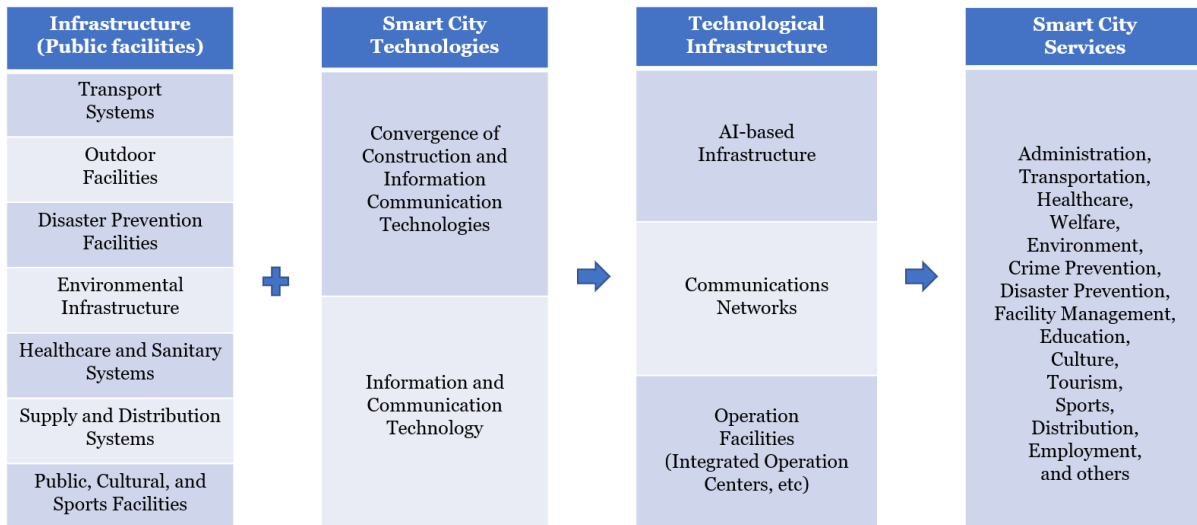 Infrastructure
(Public facilities)
Transport
Systems
Outdoor
Facilities
Disaster Prevention
Facilities
Environmental
Infrastructure
Healthcare and Sanitary
Systems
Supply and Distribution
Systems
Public, Cultural, and
Sports Facilities
Smart City
Technologies
Convergence of
Construction and
Information
Communication
Technologies
Information and
Communication
Technology
Technological
Infrastructure
AI-based
Infrastructure
Communications
Networks
Operation
Facilities
(Integrated Operation
Centers, etc)
Smart City
Services
Administration,
Transportation,
Healthcare,
Welfare,
Environment,
Crime Prevention,
Disaster Prevention,
Facility Management,
Education,
Culture,
Tourism,
Sports,
Distribution,
Employment,
and others